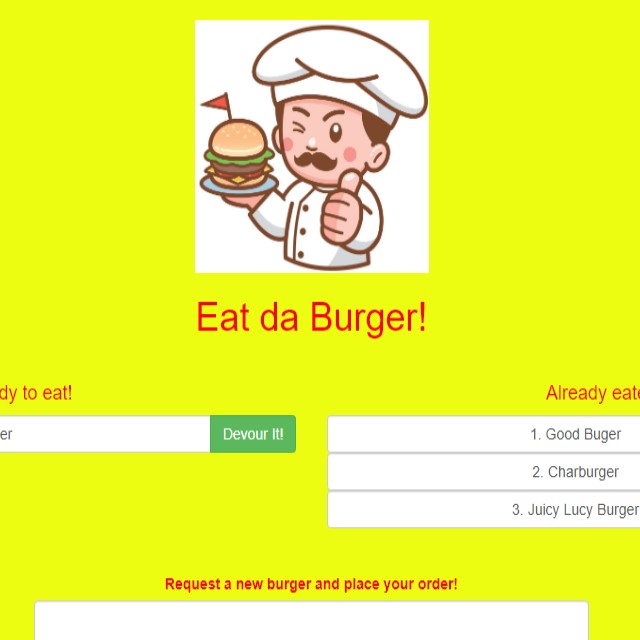 Eat da Burger!
dy to eat!
er
Devour It!
Already eate
1. Good Buger
2. Charburger
3. Juicy Lucy Burger
Request a new burger and place your order!